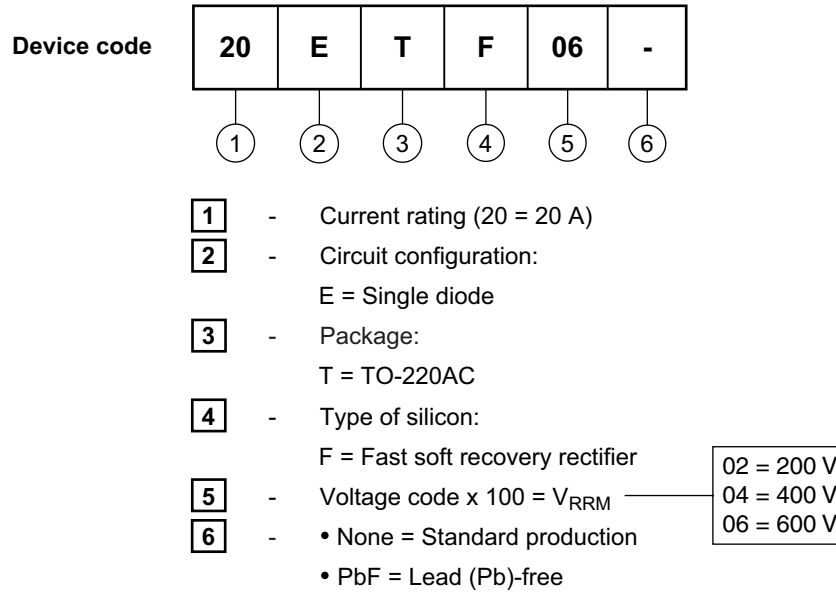 Device code 20 E T F 06 -
1 2 3 4 5 6
1 - Current rating (20 = 20 A)
2 - Circuit configuration:
E = Single diode
3 - Package:
T = TO-220AC
4 - Type of silicon:
F = Fast soft recovery rectifier
5 - Voltage code x 100 = VRRM
02 = 200 V
04 = 400 V
06 = 600 V
6 - • None = Standard production
• PbF = Lead (Pb)-free